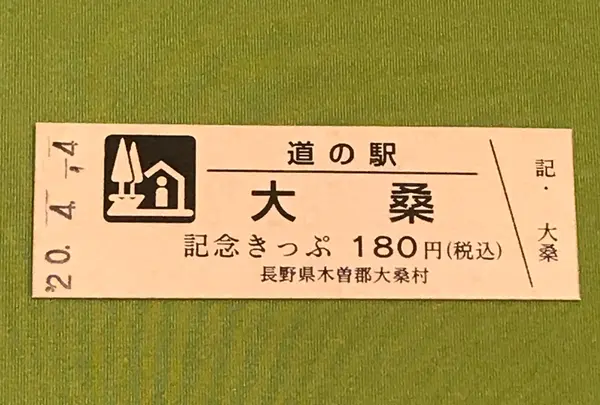 20.4.-4
道の駅
大桑
記念きっぷ 180円(税込)
長野県木曽郡大桑村
記・大桑